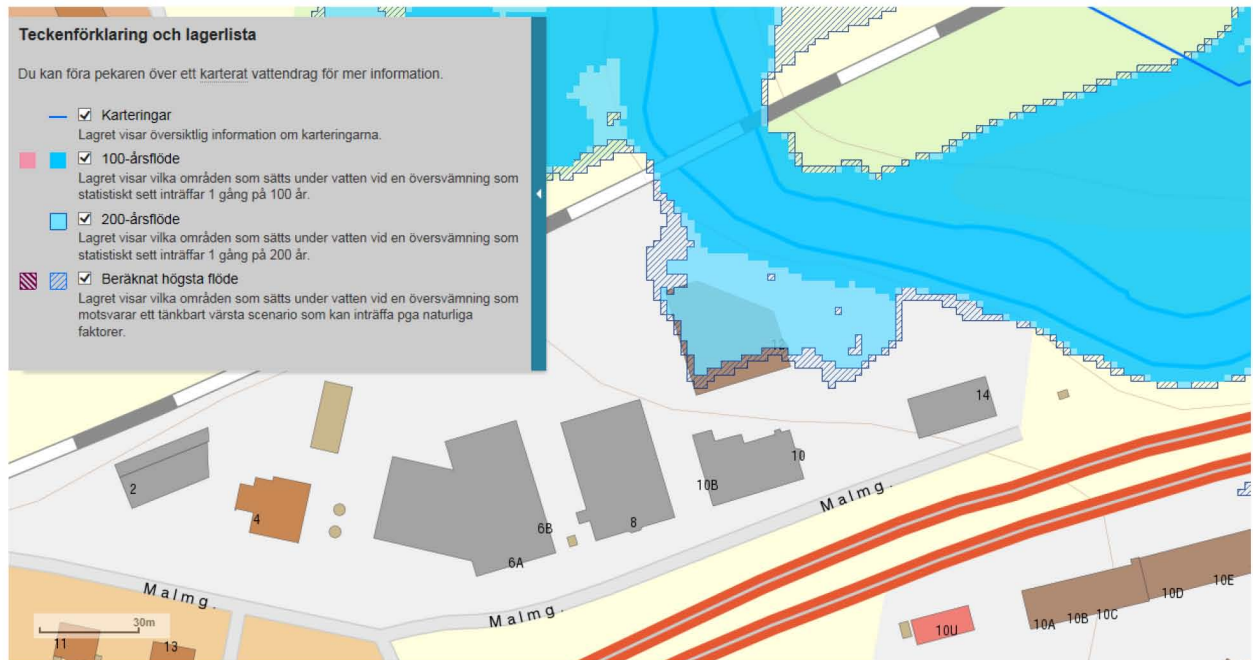 Teckenförklaring och lagerlista
Du kan föra pekaren över ett karterat vattendrag för mer information.
Karteringar
Lagret visar översiktlig information om karteringarna.
100-årsflöde
Lagret visar vilka områden som sätts under vatten vid en översvämning som
statistiskt sett inträffar 1 gång på 100 år.
200-årsflöde
Lagret visar vilka områden som sätts under vatten vid en översvämning som
statistiskt sett inträffar 1 gång på 200 år.
Beräknat högsta flöde
Lagret visar vilka områden som sätts under vatten vid en översvämning som
motsvarar ett tänkbart värsta scenario som kan inträffa pga naturliga
faktorer.
14
10
2
10B
Malmg.
4
6B
8
6A
10E
Malmg.
10D
Malmg.
10C
10B
10A
10U
30m
11
13